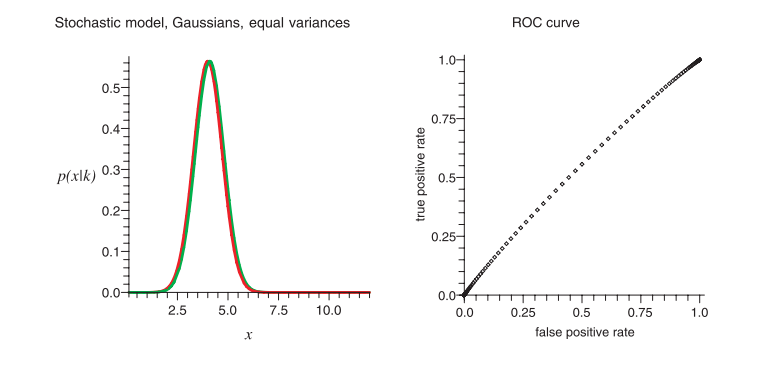 Stochastic model, Gaussians, equal variances
0.5
0.4
p(x|k)
0.3
0.2
0.1
0.0
2.5 5.0 7.5 10.0
x
ROC curve
1.0
0.75
true positive rate
0.5
0.25
0.0
0.0 0.25 0.5 0.75 1.0
false positive rate